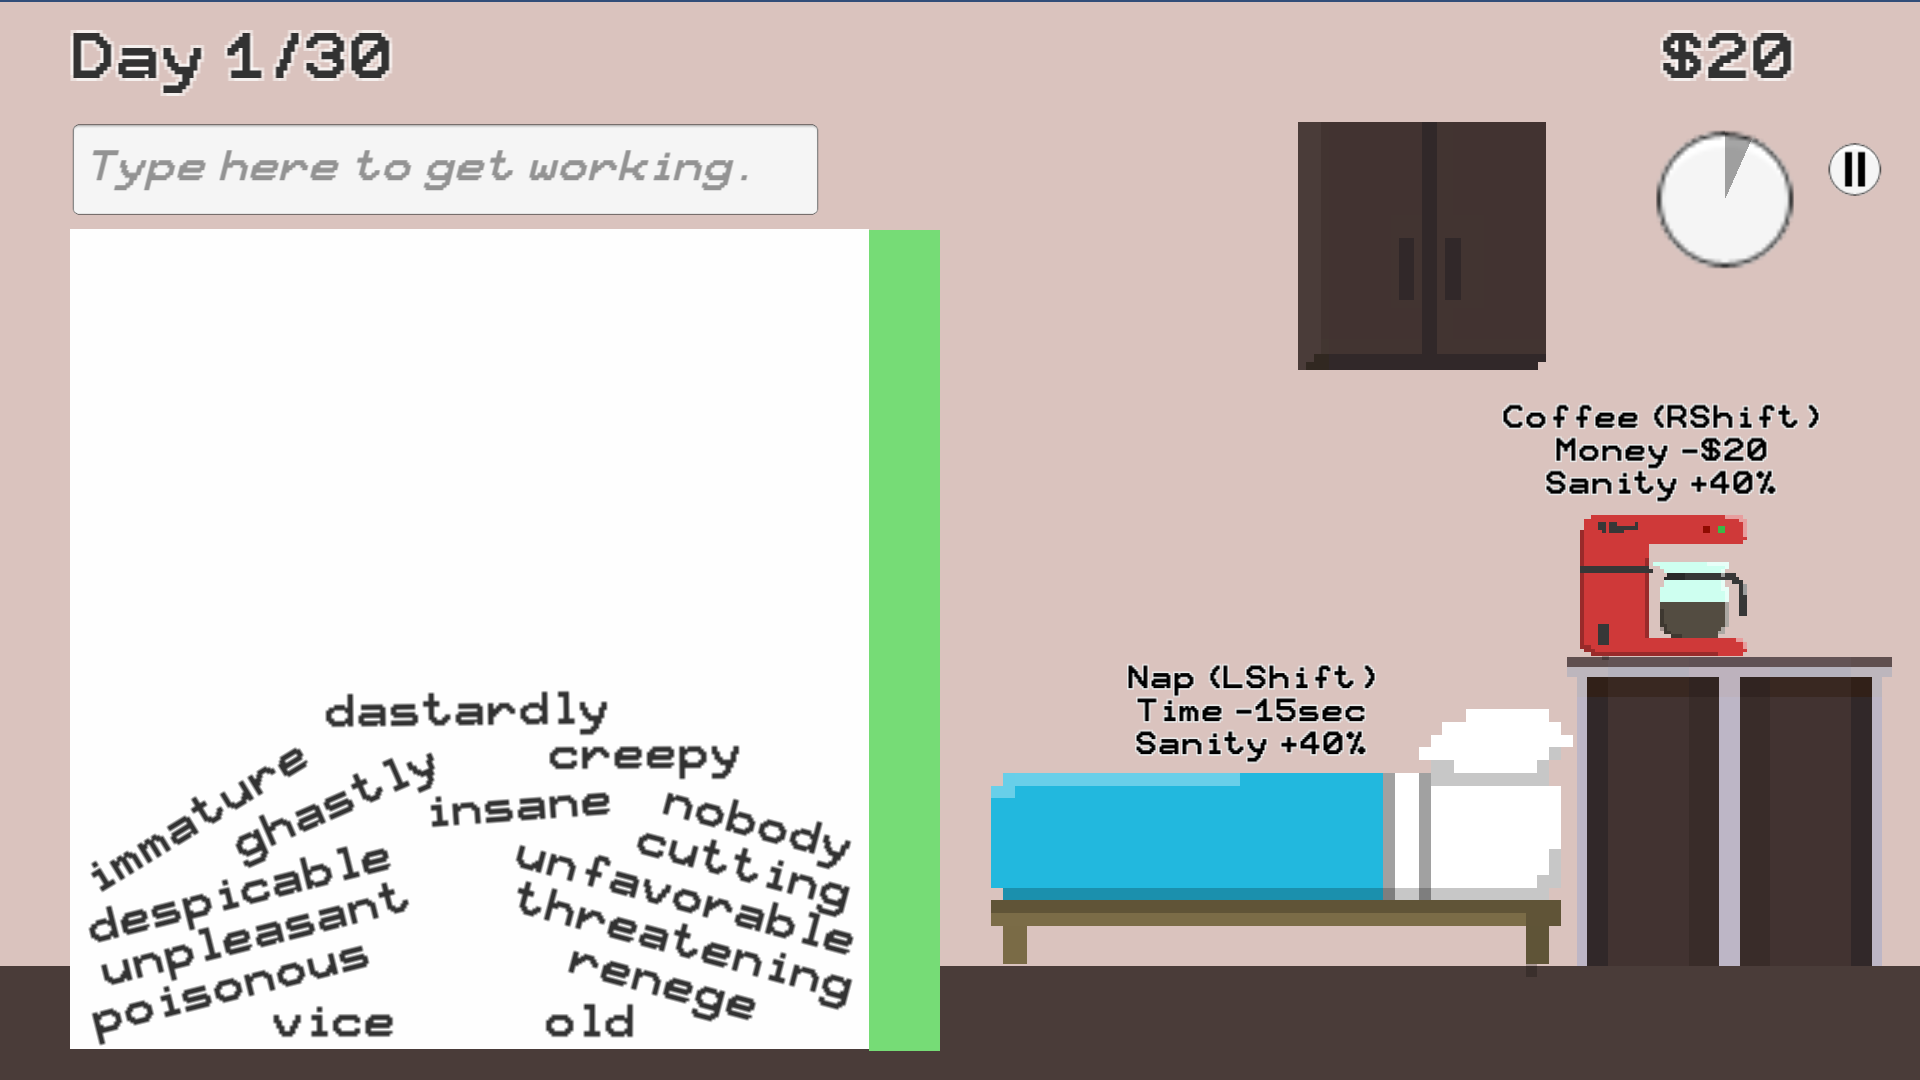 Day 1/30
$20
Type here to get working.
Coffee (RShift)
Money -$20
Sanity +40%
Nap (LShift)
Time -15sec
Sanity +40%
dastardly
creepy
immature
ghastly
insane
nobody
cutting
despicable
unfavorable
unpleasant
threatening
poisonous
renege
vice
old